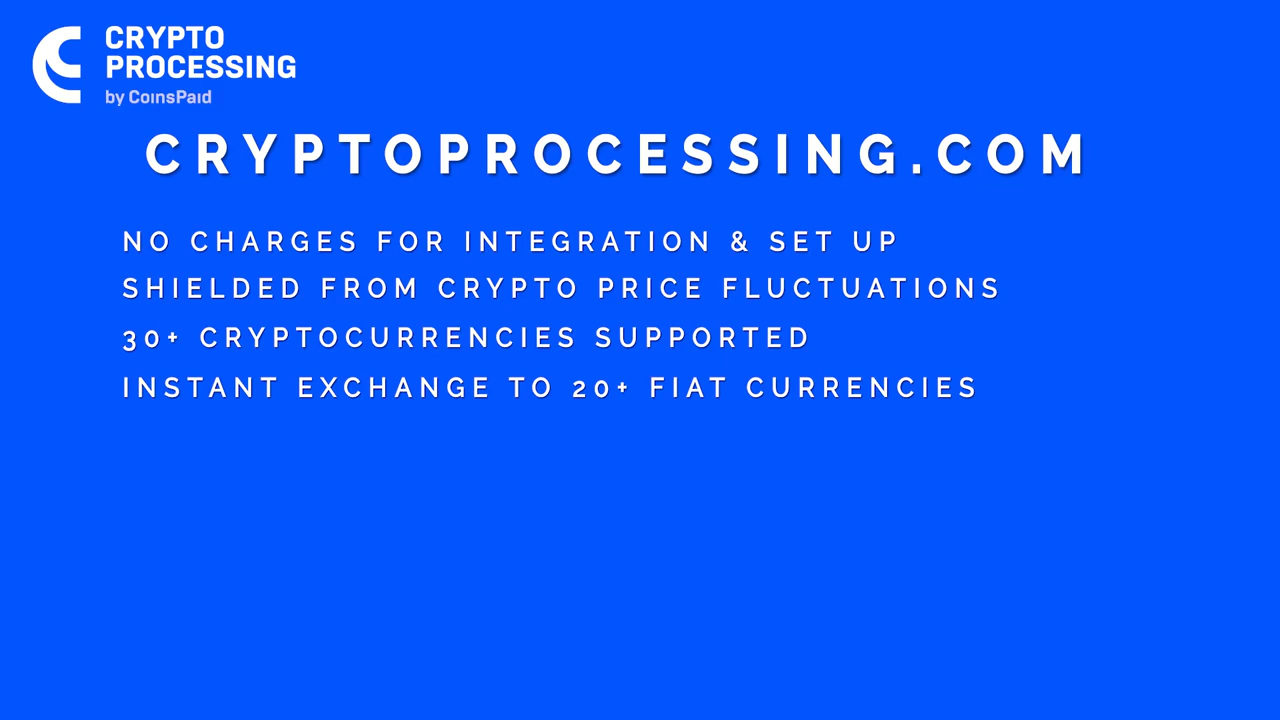 CRYPTO
PROCESSING
by CoinsPaid
CRYPTOPROCESSING.COM
NO CHARGES FOR INTEGRATION & SET UP
SHIELDED FROM CRYPTO PRICE FLUCTUATIONS
30+ CRYPTOCURRENCIES SUPPORTED
INSTANT EXCHANGE TO 20+ FIAT CURRENCIES